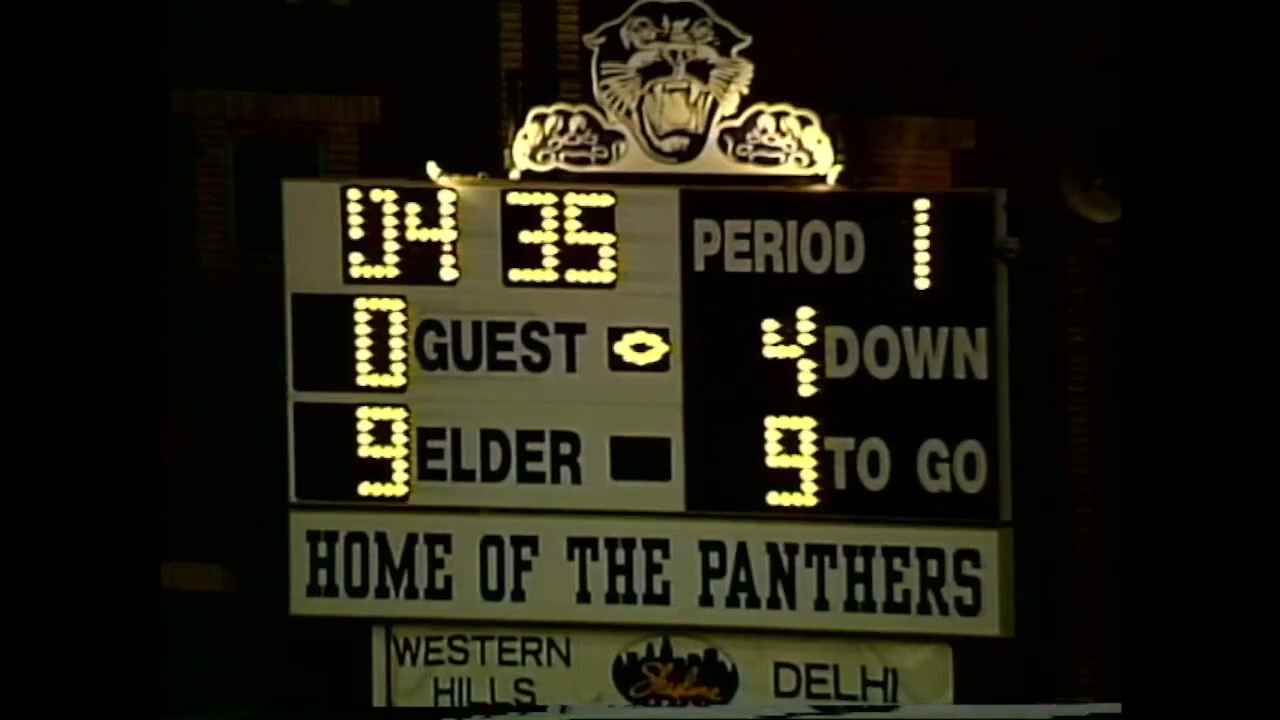 04 35
PERIOD 1
0 GUEST
4 DOWN
9 ELDER
9 TO GO
HOME OF THE PANTHERS
WESTERN HILLS
Skyline
DELHI